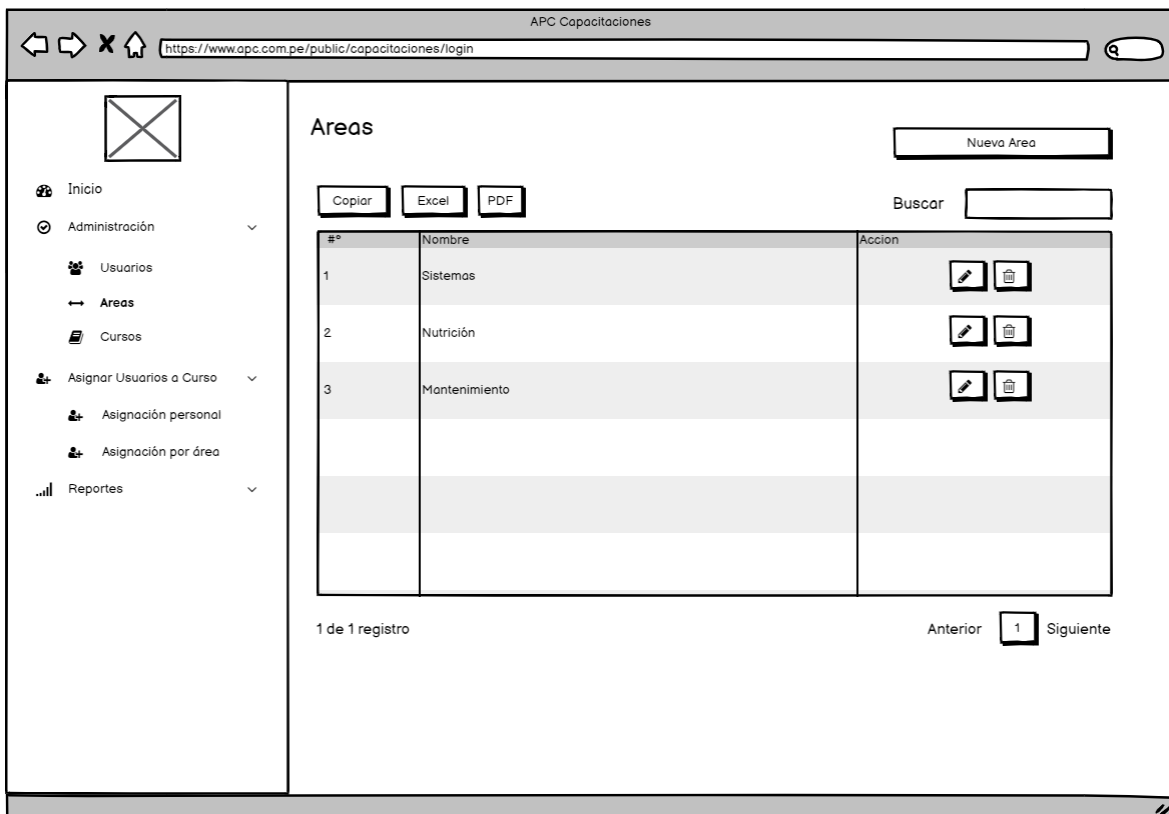 APC Capacitaciones
https://www.apc.com.pe/public/capacitaciones/login
Inicio
Administración
Usuarios
Areas
Cursos
Asignar Usuarios a Curso
Asignación personal
Asignación por área
Reportes
Areas
Nueva Area
Copiar Excel PDF
Buscar
#° Nombre Accion
1 Sistemas
2 Nutrición
3 Mantenimiento
1 de 1 registro
Anterior 1 Siguiente